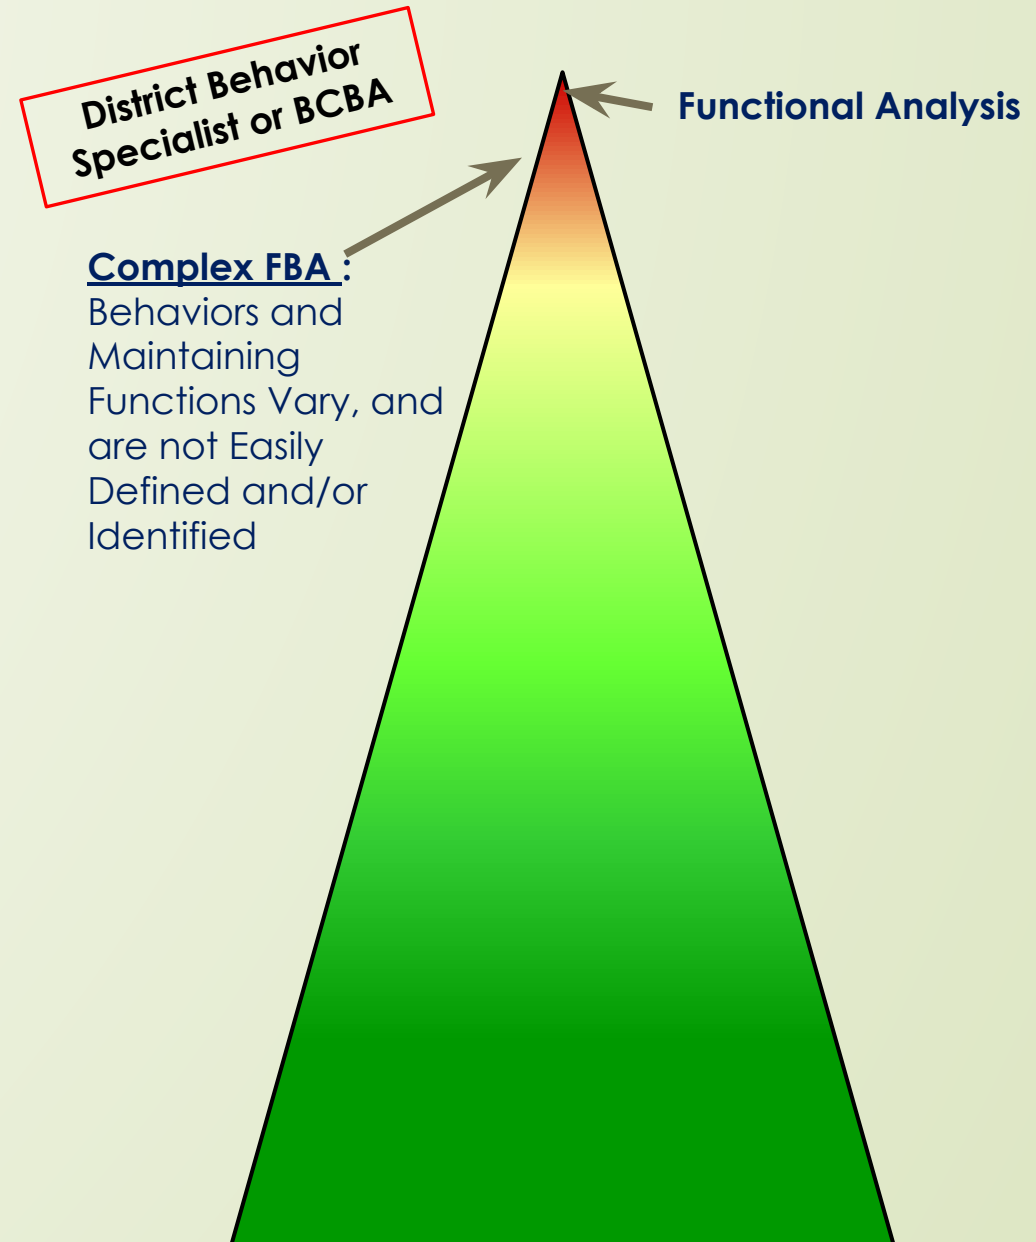 District Behavior
Specialist or BCBA
Functional Analysis
Complex FBA :
Behaviors and
Maintaining
Functions Vary, and
are not Easily
Defined and/or
Identified